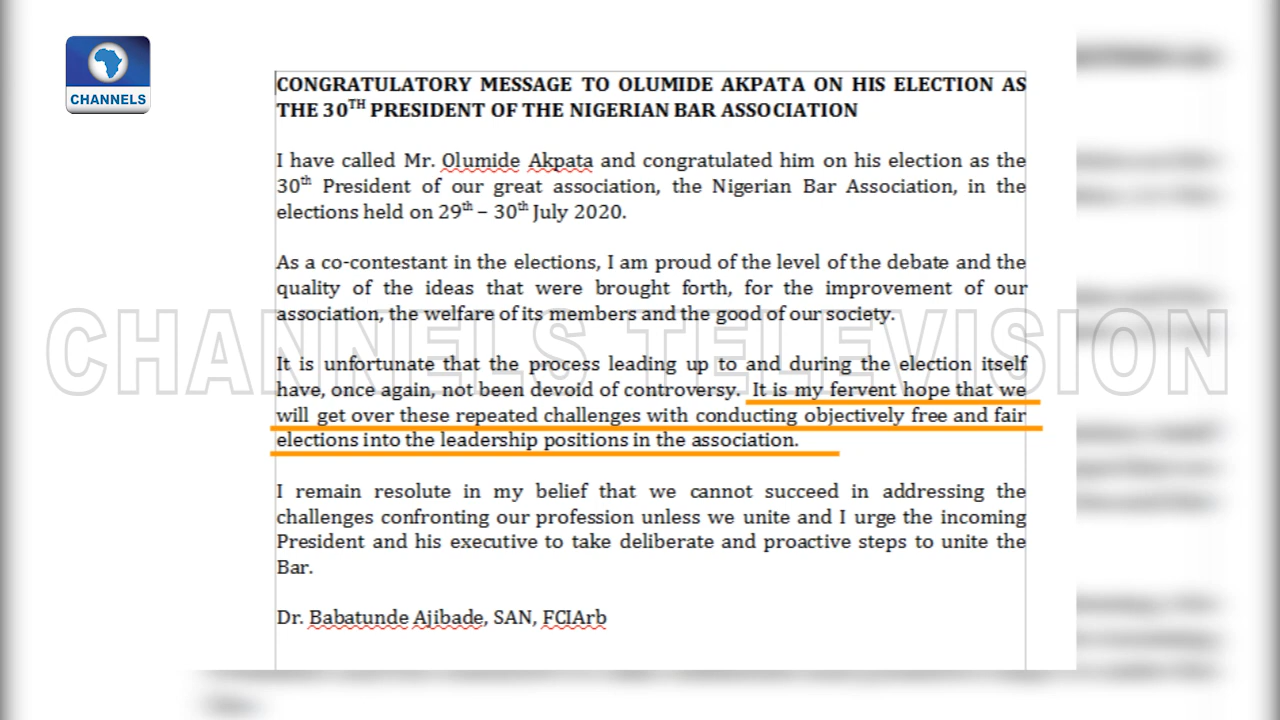 CHANNELS
CONGRATULATORY MESSAGE TO OLUMIDE AKPATA ON HIS ELECTION AS
THE 30TH PRESIDENT OF THE NIGERIAN BAR ASSOCIATION
I have called Mr. Olumide Akpata and congratulated him on his election as the
30th President of our great association, the Nigerian Bar Association, in the
elections held on 29th – 30th July 2020.
As a co-contestant in the elections, I am proud of the level of the debate and the
quality of the ideas that were brought forth, for the improvement of our
association, the welfare of its members and the good of our society.
CHANNELS TELEVISION
It is unfortunate that the process leading up to and during the election itself
have, once again, not been devoid of controversy. It is my fervent hope that we
will get over these repeated challenges with conducting objectively free and fair
elections into the leadership positions in the association.
I remain resolute in my belief that we cannot succeed in addressing the
challenges confronting our profession unless we unite and I urge the incoming
President and his executive to take deliberate and proactive steps to unite the
Bar.
Dr. Babatunde Ajibade, SAN, FCIArb